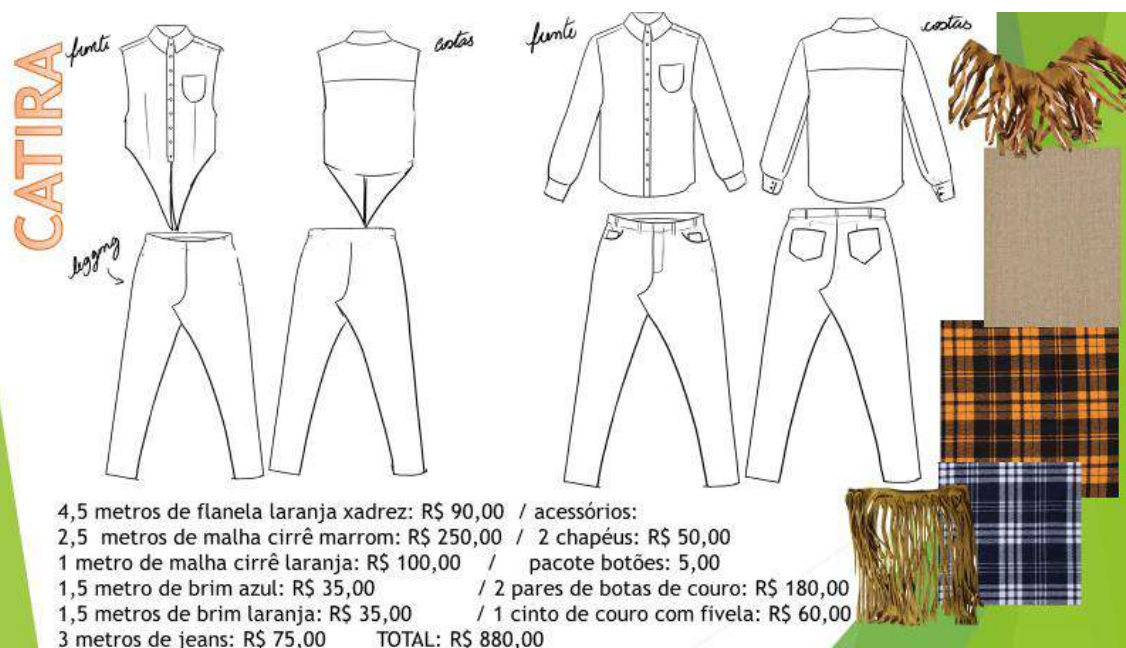 CATIRA
frente
costas
frente
costas
legging
4,5 metros de flanela laranja xadrez: R$ 90,00 / acessórios:
2,5 metros de malha cirrê marrom: R$ 250,00 / 2 chapéus: R$ 50,00
1 metro de malha cirrê laranja: R$ 100,00 / pacote botões: 5,00
1,5 metro de brim azul: R$ 35,00 / 2 pares de botas de couro: R$ 180,00
1,5 metros de brim laranja: R$ 35,00 / 1 cinto de couro com fivela: R$ 60,00
3 metros de jeans: R$ 75,00 TOTAL: R$ 880,00